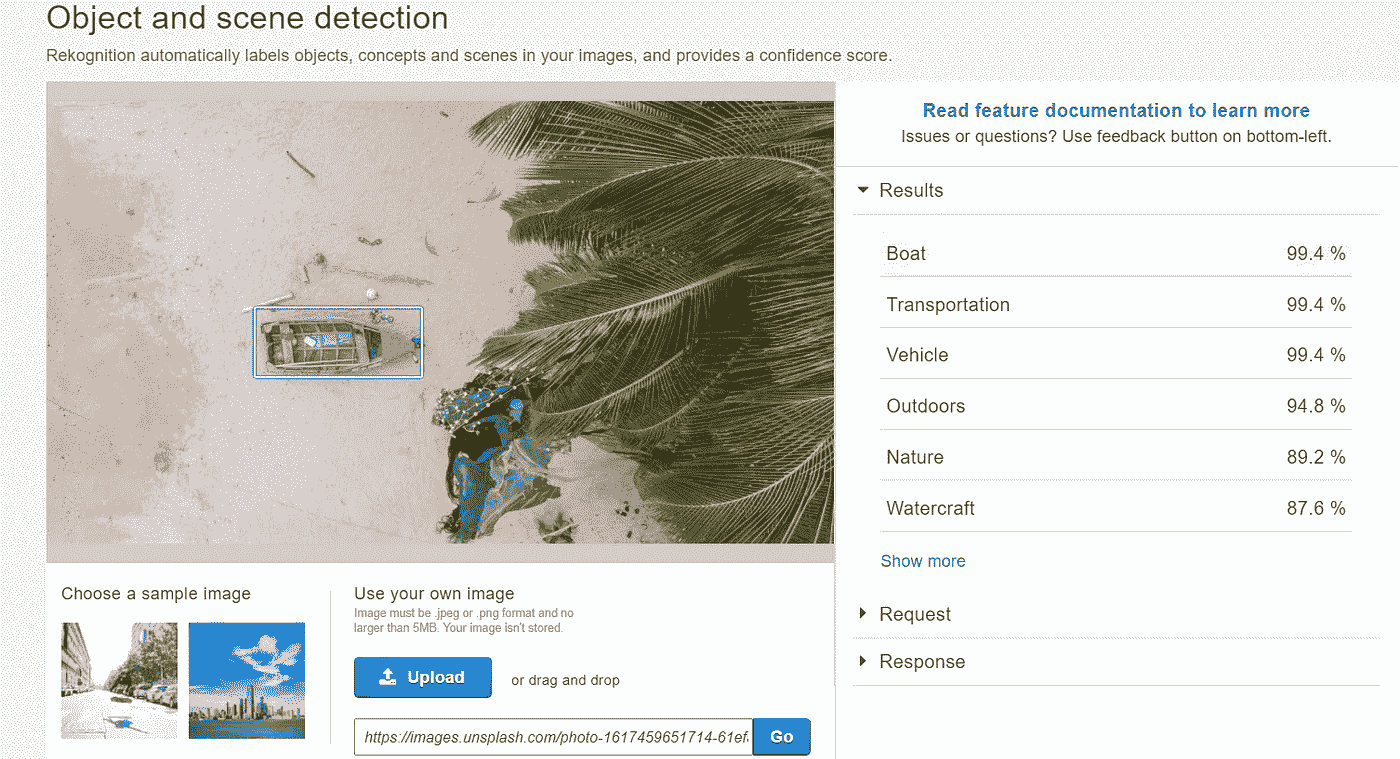 Object and scene detection
Rekognition automatically labels objects, concepts and scenes in your images, and provides a confidence score.
Read feature documentation to learn more
Issues or questions? Use feedback button on bottom-left.
Results
Boat 99.4 %
Transportation 99.4 %
Vehicle 99.4 %
Outdoors 94.8 %
Nature 89.2 %
Watercraft 87.6 %
Show more
Request
Response
Choose a sample image
Use your own image
Image must be .jpeg or .png format and no
larger than 5MB. Your image isn't stored.
Upload
or drag and drop
https://images.unsplash.com/photo-1617459651714-61ef
Go